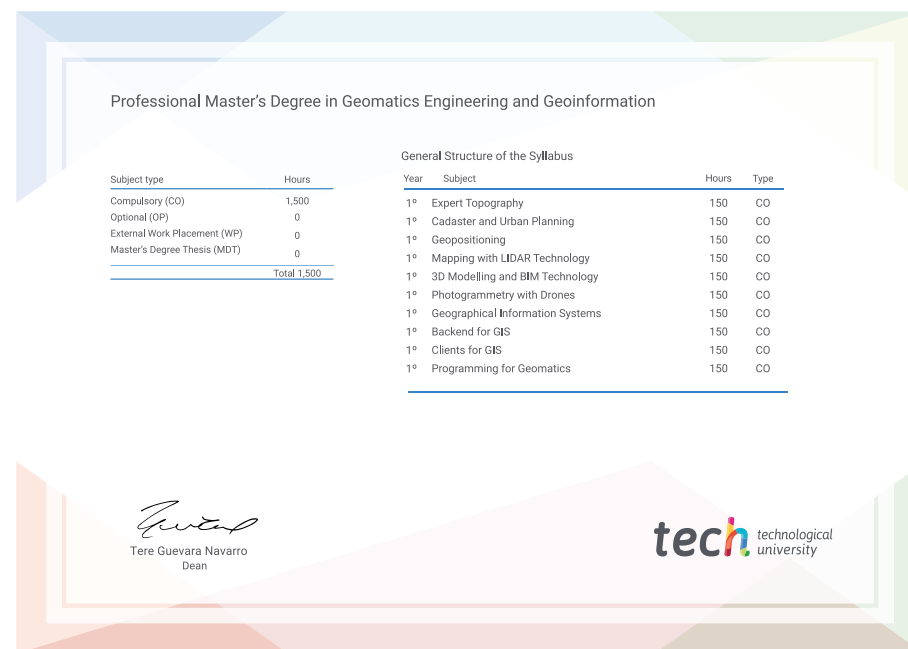 Professional Master's Degree in Geomatics Engineering and Geoinformation
Subject type Hours
Compulsory (CO) 1,500
Optional (OP) 0
External Work Placement (WP) 0
Master's Degree Thesis (MDT) 0
Total 1,500
General Structure of the Syllabus
Year Subject Hours Type
1º Expert Topography 150 CO
1º Cadaster and Urban Planning 150 CO
1º Geopositioning 150 CO
1º Mapping with LIDAR Technology 150 CO
1º 3D Modelling and BIM Technology 150 CO
1º Photogrammetry with Drones 150 CO
1º Geographical Information Systems 150 CO
1º Backend for GIS 150 CO
1º Clients for GIS 150 CO
1º Programming for Geomatics 150 CO
Tere Guevara Navarro
Dean
tech technological
university